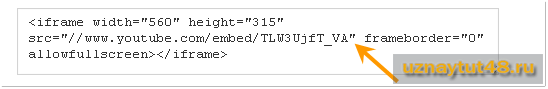 <iframe width="560" height="315"
src="//www.youtube.com/embed/TLW3UjfT_VA" frameborder="0"
allowfullscreen></iframe>
uznaytut48.ru